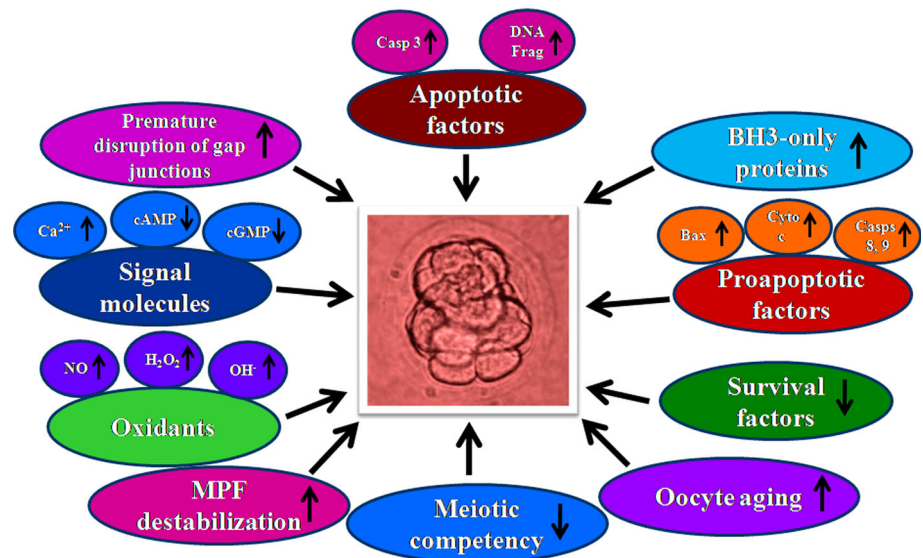 Casp 3
DNA
Frag
Apoptotic
factors
Premature
disruption of gap
junctions
BH3-only
proteins
Ca²⁺
cAMP
cGMP
Signal
molecules
Bax
Cyto
c
Casps
8, 9
Proapoptotic
factors
NO
H₂O₂
OH⁻
Oxidants
Survival
factors
MPF
destabilization
Meiotic
competency
Oocyte aging